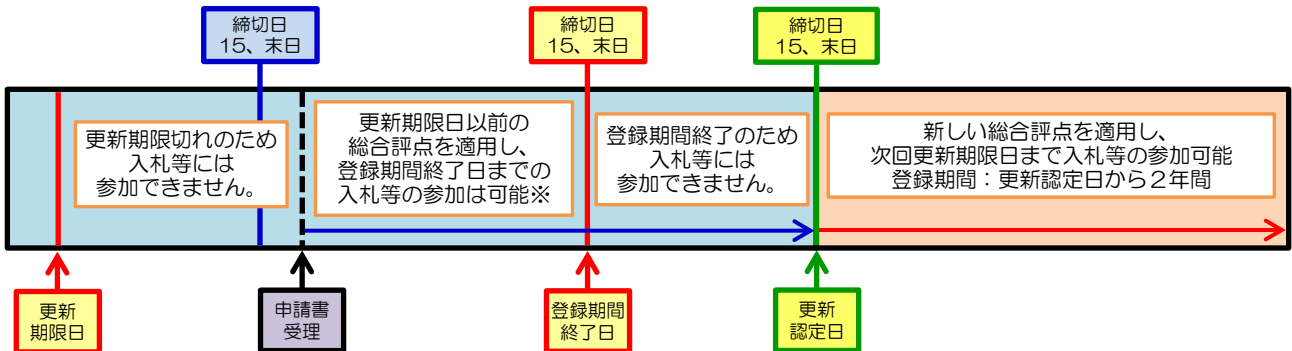 締切日
15、末日
締切日
15、末日
締切日
15、末日
更新期限切れのため
入札等には
参加できません。
更新期限日以前の
総合評点を適用し、
登録期間終了日までの
入札等の参加は可能※
登録期間終了のため
入札等には
参加できません。
新しい総合評点を適用し、
次回更新期限日まで入札等の参加可能
登録期間：更新認定日から２年間
更新
期限日
申請書
受理
登録期間
終了日
更新
認定日